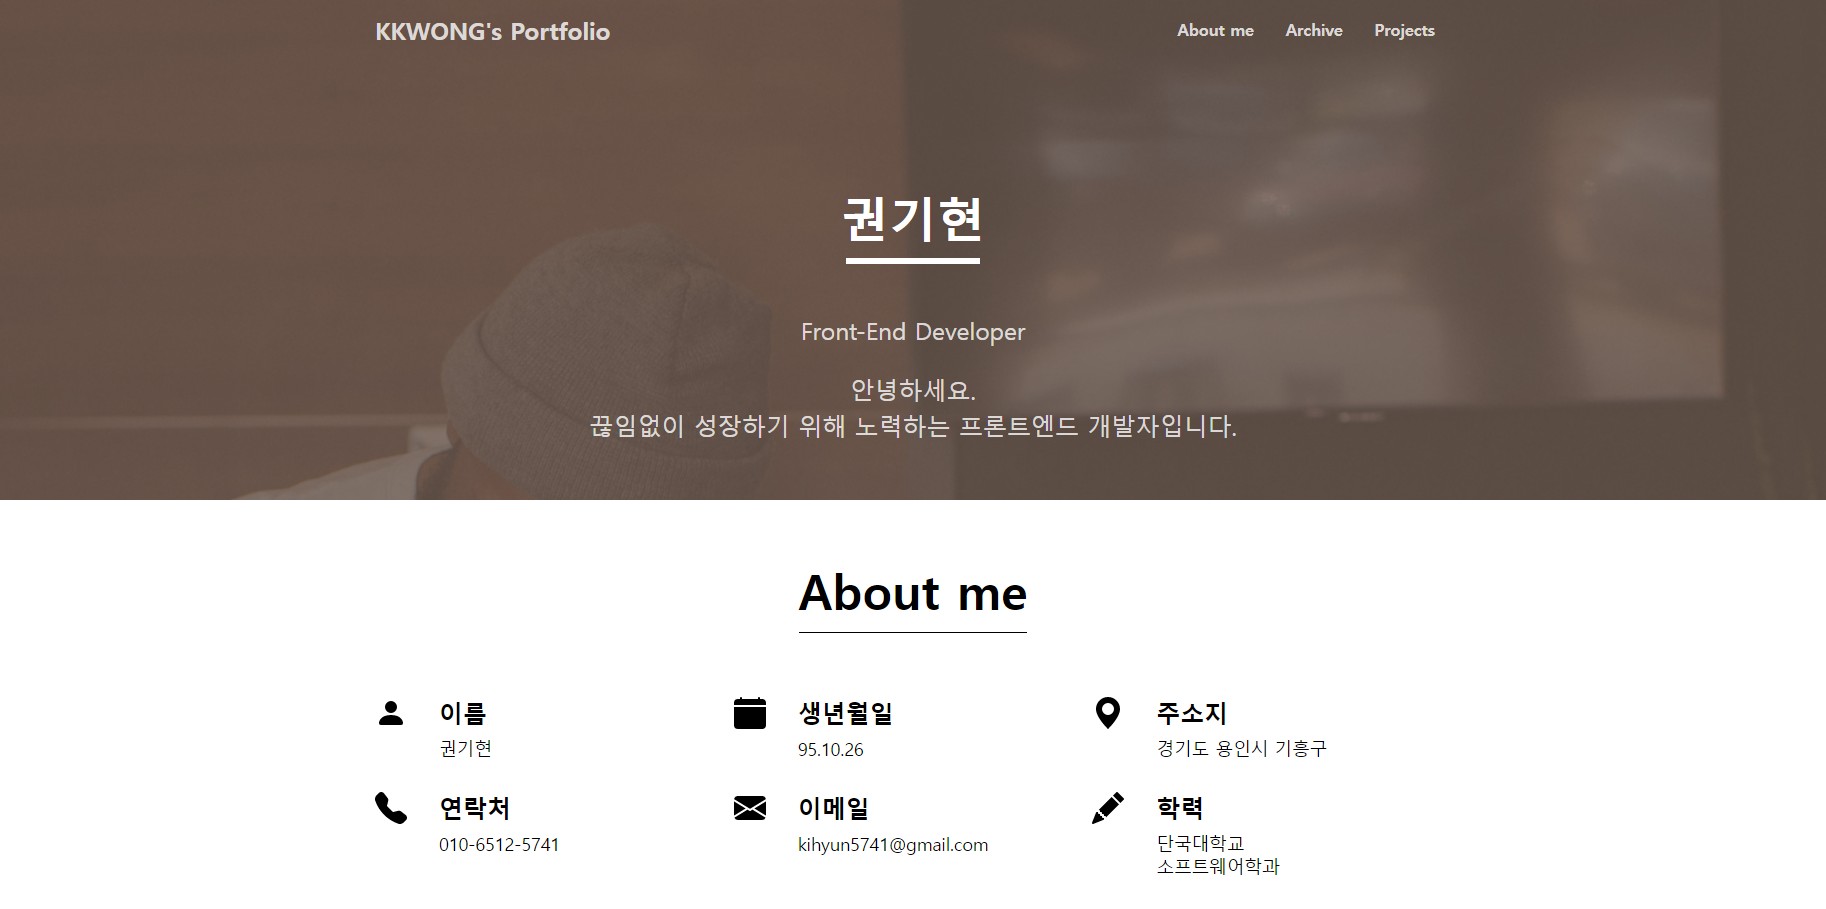 KKWONG's Portfolio
About me
Archive
Projects
권기현
Front-End Developer
안녕하세요.
끊임없이 성장하기 위해 노력하는 프론트엔드 개발자입니다.
About me
이름
권기현
생년월일
95.10.26
주소지
경기도 용인시 기흥구
연락처
010-6512-5741
이메일
kihyun5741@gmail.com
학력
단국대학교
소프트웨어학과